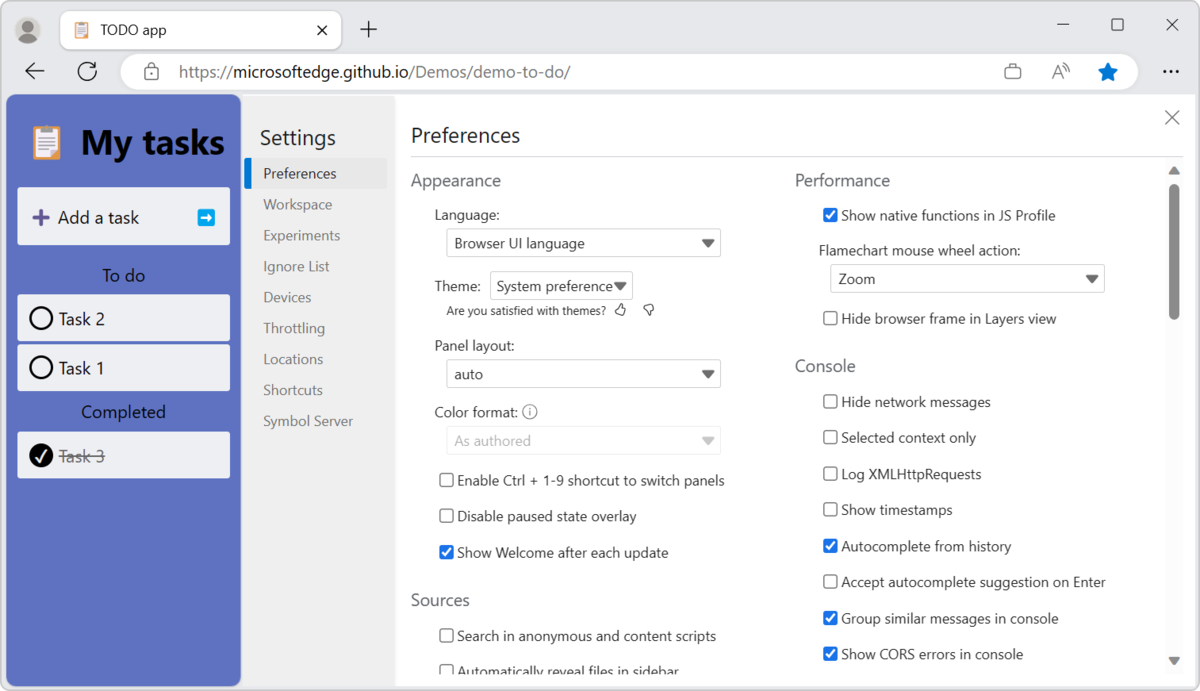 TODO app
https://microsoftedge.github.io/Demos/demo-to-do/
My tasks
Add a task
To do
Task 2
Task 1
Completed
Task 3
Settings
Preferences
Workspace
Experiments
Ignore List
Devices
Throttling
Locations
Shortcuts
Symbol Server
Preferences
Appearance
Language:
Browser UI language
Theme: System preference
Are you satisfied with themes?
Panel layout:
auto
Color format:
As authored
Enable Ctrl + 1-9 shortcut to switch panels
Disable paused state overlay
Show Welcome after each update
Sources
Search in anonymous and content scripts
Automatically reveal files in sidebar
Performance
Show native functions in JS Profile
Flamechart mouse wheel action:
Zoom
Hide browser frame in Layers view
Console
Hide network messages
Selected context only
Log XMLHttpRequests
Show timestamps
Autocomplete from history
Accept autocomplete suggestion on Enter
Group similar messages in console
Show CORS errors in console